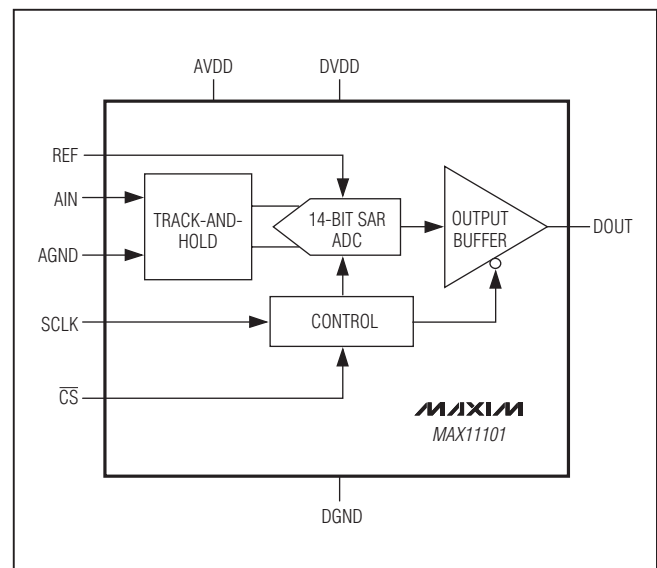 AVDD
DVDD
REF
AIN
AGND
SCLK
C̅S̅
TRACK-AND-
HOLD
14-BIT SAR
ADC
OUTPUT
BUFFER
DOUT
CONTROL
MAXIM
MAX11101
DGND